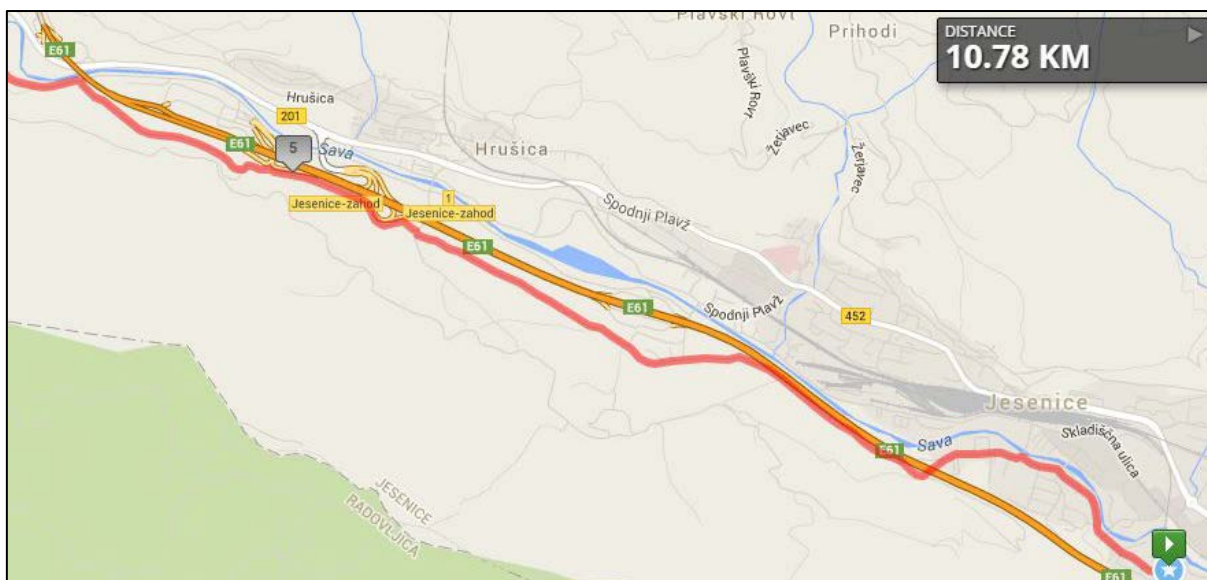 Plavški Rovt
Prihodi
DISTANCE
10.78 KM
E61
Plavški Rovt
Hrušica
201
Žerjavec
Žerjavec
E61
Sava
5
Hrušica
Jesenice-zahod
1
Jesenice-zahod
Spodnji Plavž
E61
E61
Spodnji Plavž
452
Jesenice
Skladiščna ulica
Sava
E61
JESENICE
RADOVLJICA
E61